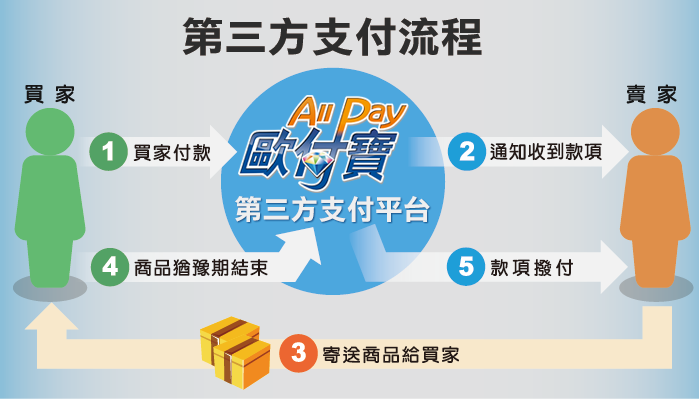 第三方支付流程
買家
賣家
All Pay
歐付寶
第三方支付平台
1 買家付款
2 通知收到款項
4 商品猶豫期結束
5 款項撥付
3 寄送商品給買家